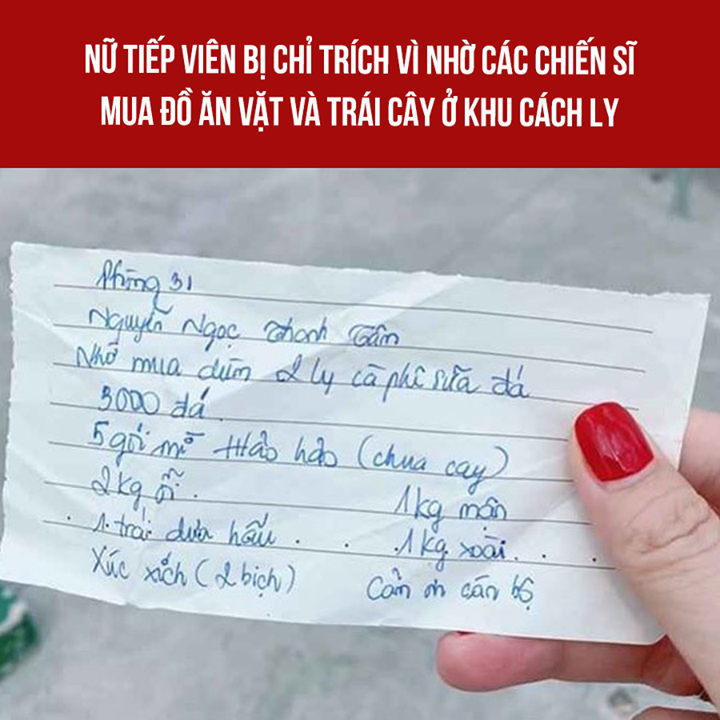 NỮ TIẾP VIÊN BỊ CHỈ TRÍCH VÌ NHỜ CÁC CHIẾN SĨ
MUA ĐỒ ĂN VẶT VÀ TRÁI CÂY Ở KHU CÁCH LY
Phòng 31
Nguyễn Ngọc Thanh Tâm
Nhờ mua dùm 2 ly cà phê sữa đá
3000 đá
5 gói mì Hảo hảo (chua cay)
2kg ổi. 1kg mận
1 trái dưa hấu . . 1kg xoài . . .
Xúc xích (2 bịch) Cảm ơn cán bộ